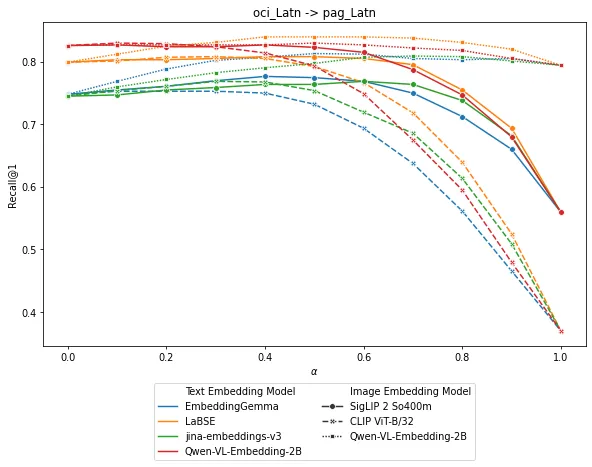 oci_Latn -> pag_Latn
Recall@1
0.8
0.7
0.6
0.5
0.4
0.0
0.2
0.4
0.6
0.8
1.0
α
Text Embedding Model
EmbeddingGemma
LaBSE
jina-embeddings-v3
Qwen-VL-Embedding-2B
Image Embedding Model
SigLIP 2 So400m
CLIP ViT-B/32
Qwen-VL-Embedding-2B